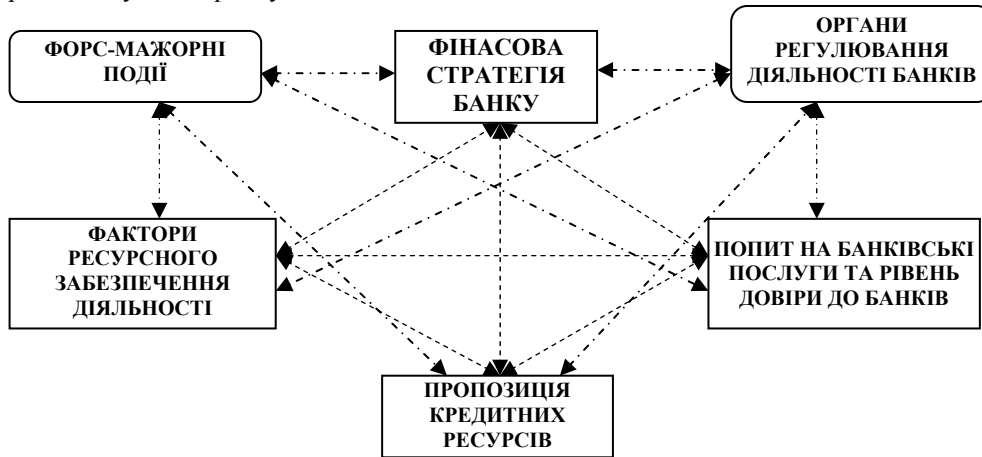 ФОРС-МАЖОРНІ
ПОДІЇ
ФІНАСОВА
СТРАТЕГІЯ
БАНКУ
ОРГАНИ
РЕГУЛЮВАННЯ
ДІЯЛЬНОСТІ БАНКІВ
ФАКТОРИ
РЕСУРСНОГО
ЗАБЕЗПЕЧЕННЯ
ДІЯЛЬНОСТІ
ПОПИТ НА БАНКІВСЬКІ
ПОСЛУГИ ТА РІВЕНЬ
ДОВІРИ ДО БАНКІВ
ПРОПОЗИЦІЯ
КРЕДИТНИХ
РЕСУРСІВ